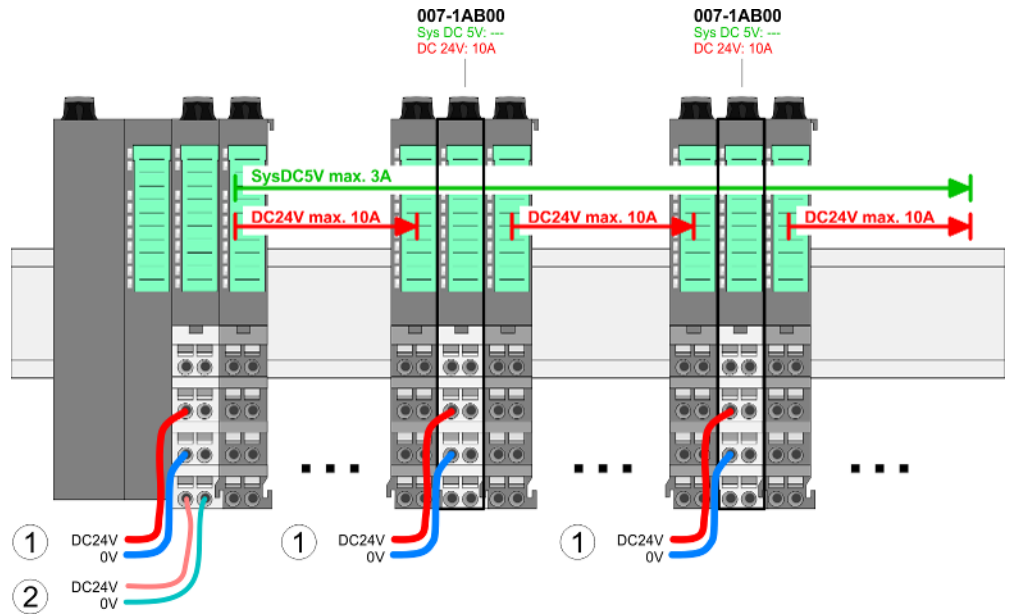 007-1AB00
Sys DC 5V: ---
DC 24V: 10A
007-1AB00
Sys DC 5V: ---
DC 24V: 10A
SysDC5V max. 3A
DC24V max. 10A
DC24V max. 10A
DC24V max. 10A
1
DC24V
0V
2
DC24V
0V
1
DC24V
0V
1
DC24V
0V